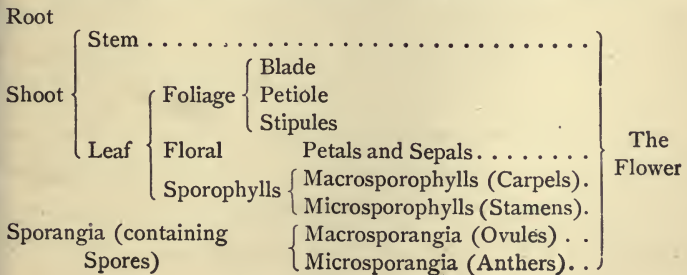 Root
Stem . . . . . . . . . . . . . . . . . . . . . . . . . . . . . . . .
Blade
Shoot Foliage Petiole
Stipules
The
Leaf Floral Petals and Sepals . . . . . . . .
Flower
Sporophylls Macrosporophylls (Carpels).
Microsporophylls (Stamens).
Sporangia (containing Macrosporangia (Ovules) . .
Spores) Microsporangia (Anthers) . .